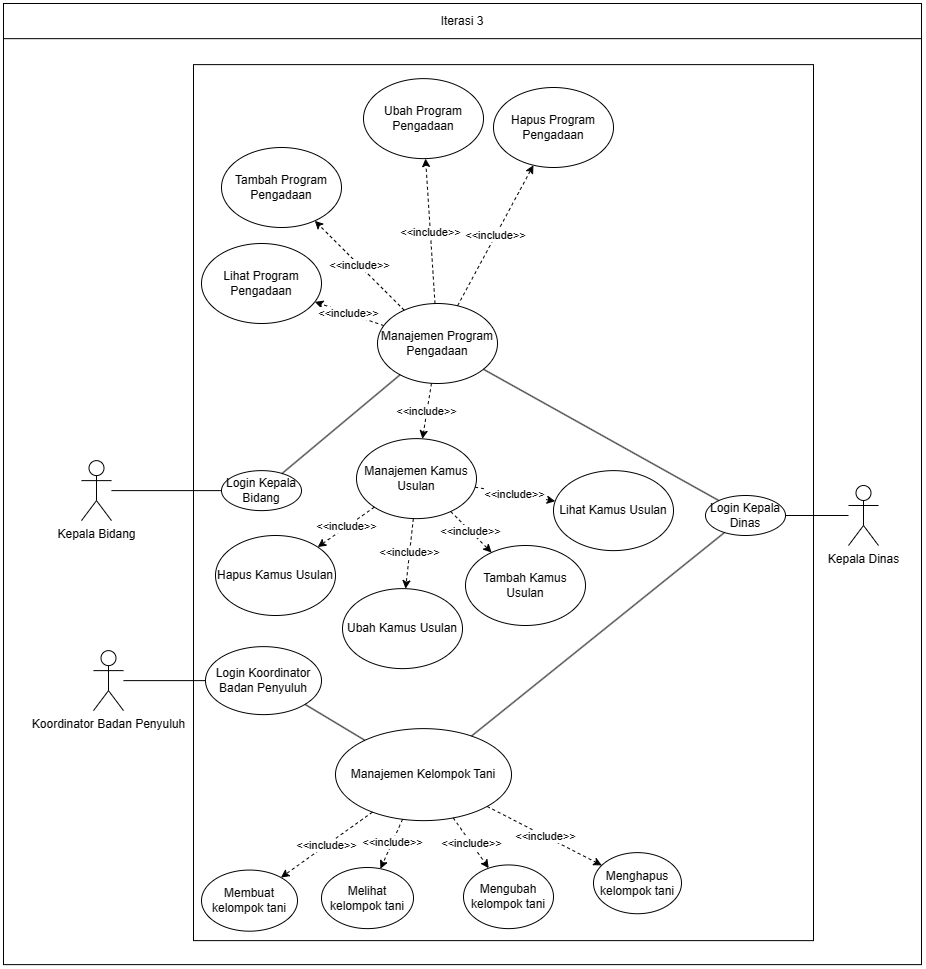 Iterasi 3
Ubah Program
Pengadaan
Hapus Program
Pengadaan
Tambah Program
Pengadaan
<<include>>
<<include>>
<<include>>
Lihat Program
Pengadaan
<<include>>
Manajemen Program
Pengadaan
<<include>>
Manajemen Kamus
Usulan
Login Kepala
Bidang
Kepala Bidang
<<include>>
Lihat Kamus Usulan
Login Kepala
Dinas
Kepala Dinas
<<include>>
<<include>>
<<include>>
Hapus Kamus Usulan
Tambah Kamus
Usulan
Ubah Kamus Usulan
Login Koordinator
Badan Penyuluh
Koordinator Badan Penyuluh
Manajemen Kelompok Tani
<<include>>
<<include>>
<<include>>
<<include>>
Membuat
kelompok tani
Melihat
kelompok tani
Mengubah
kelompok tani
Menghapus
kelompok tani